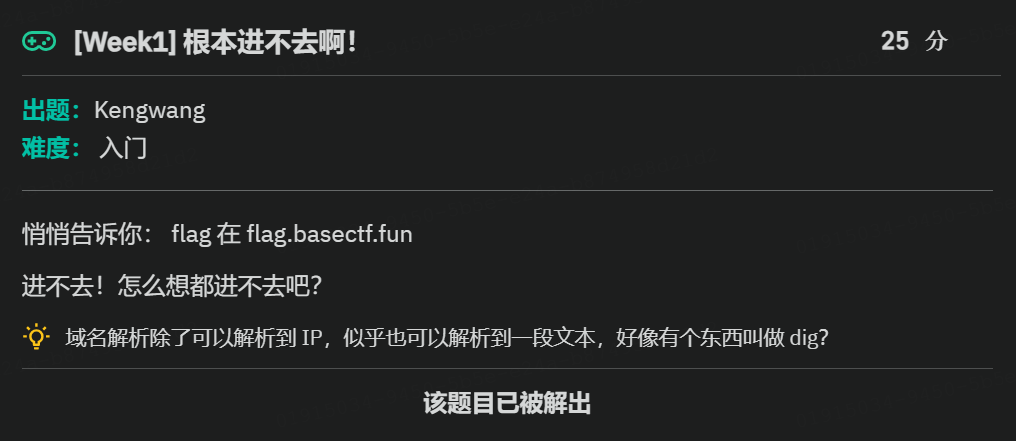 [Week1] 根本进不去啊！
25 分
出题：Kengwang
难度： 入门
悄悄告诉你： flag 在 flag.basectf.fun
进不去！怎么想都进不去吧？
域名解析除了可以解析到 IP，似乎也可以解析到一段文本，好像有个东西叫做 dig？
该题目已被解出